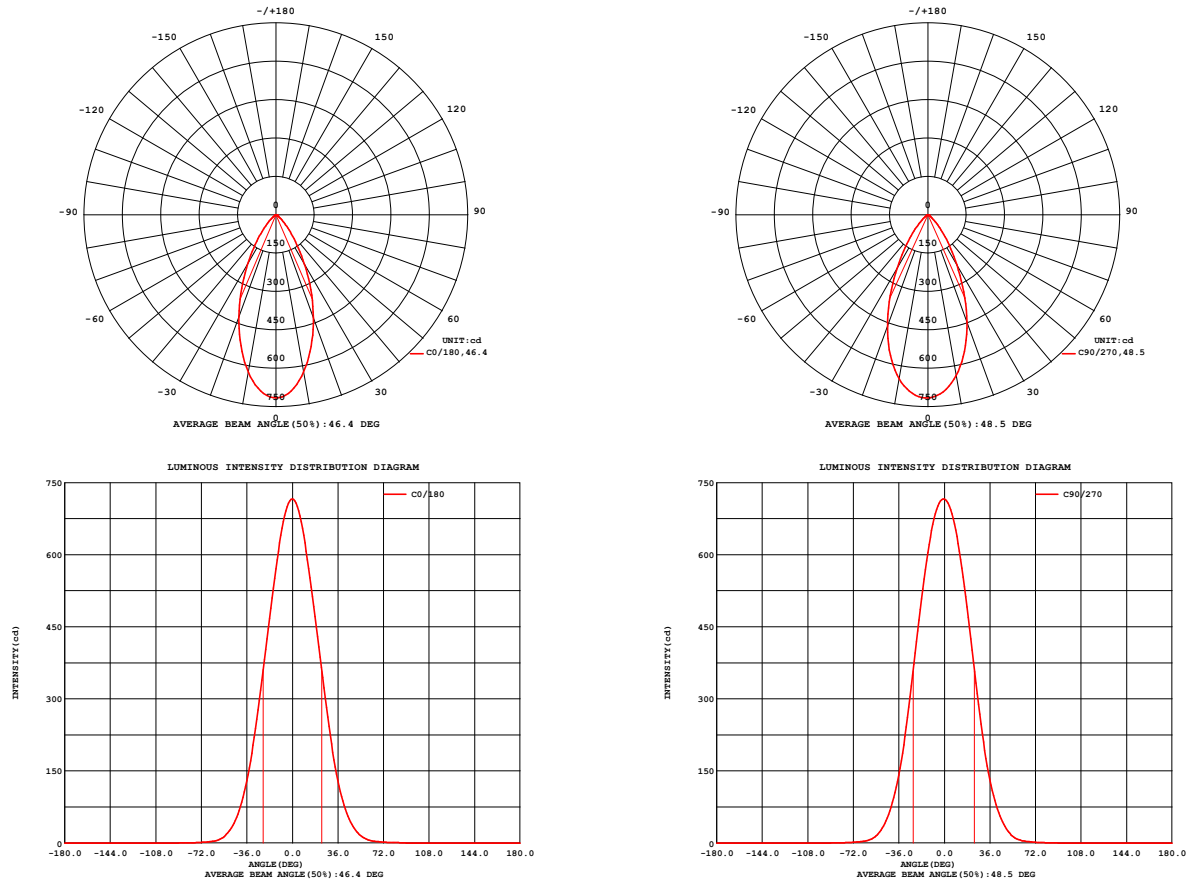 -/+180
-150
150
-120
120
-90
90
-60
60
-30
30
0
0
150
300
450
600
750
UNIT:cd
C0/180,46.4
AVERAGE BEAM ANGLE(50%):46.4 DEG
-/+180
-150
150
-120
120
-90
90
-60
60
-30
30
0
0
150
300
450
600
750
UNIT:cd
C90/270,48.5
AVERAGE BEAM ANGLE(50%):48.5 DEG
LUMINOUS INTENSITY DISTRIBUTION DIAGRAM
C0/180
INTENSITY(cd)
750
600
450
300
150
0
-180.0 -144.0 -108.0 -72.0 -36.0 0.0 36.0 72.0 108.0 144.0 180.0
ANGLE(DEG)
AVERAGE BEAM ANGLE(50%):46.4 DEG
LUMINOUS INTENSITY DISTRIBUTION DIAGRAM
C90/270
INTENSITY(cd)
750
600
450
300
150
0
-180.0 -144.0 -108.0 -72.0 -36.0 0.0 36.0 72.0 108.0 144.0 180.0
ANGLE(DEG)
AVERAGE BEAM ANGLE(50%):48.5 DEG